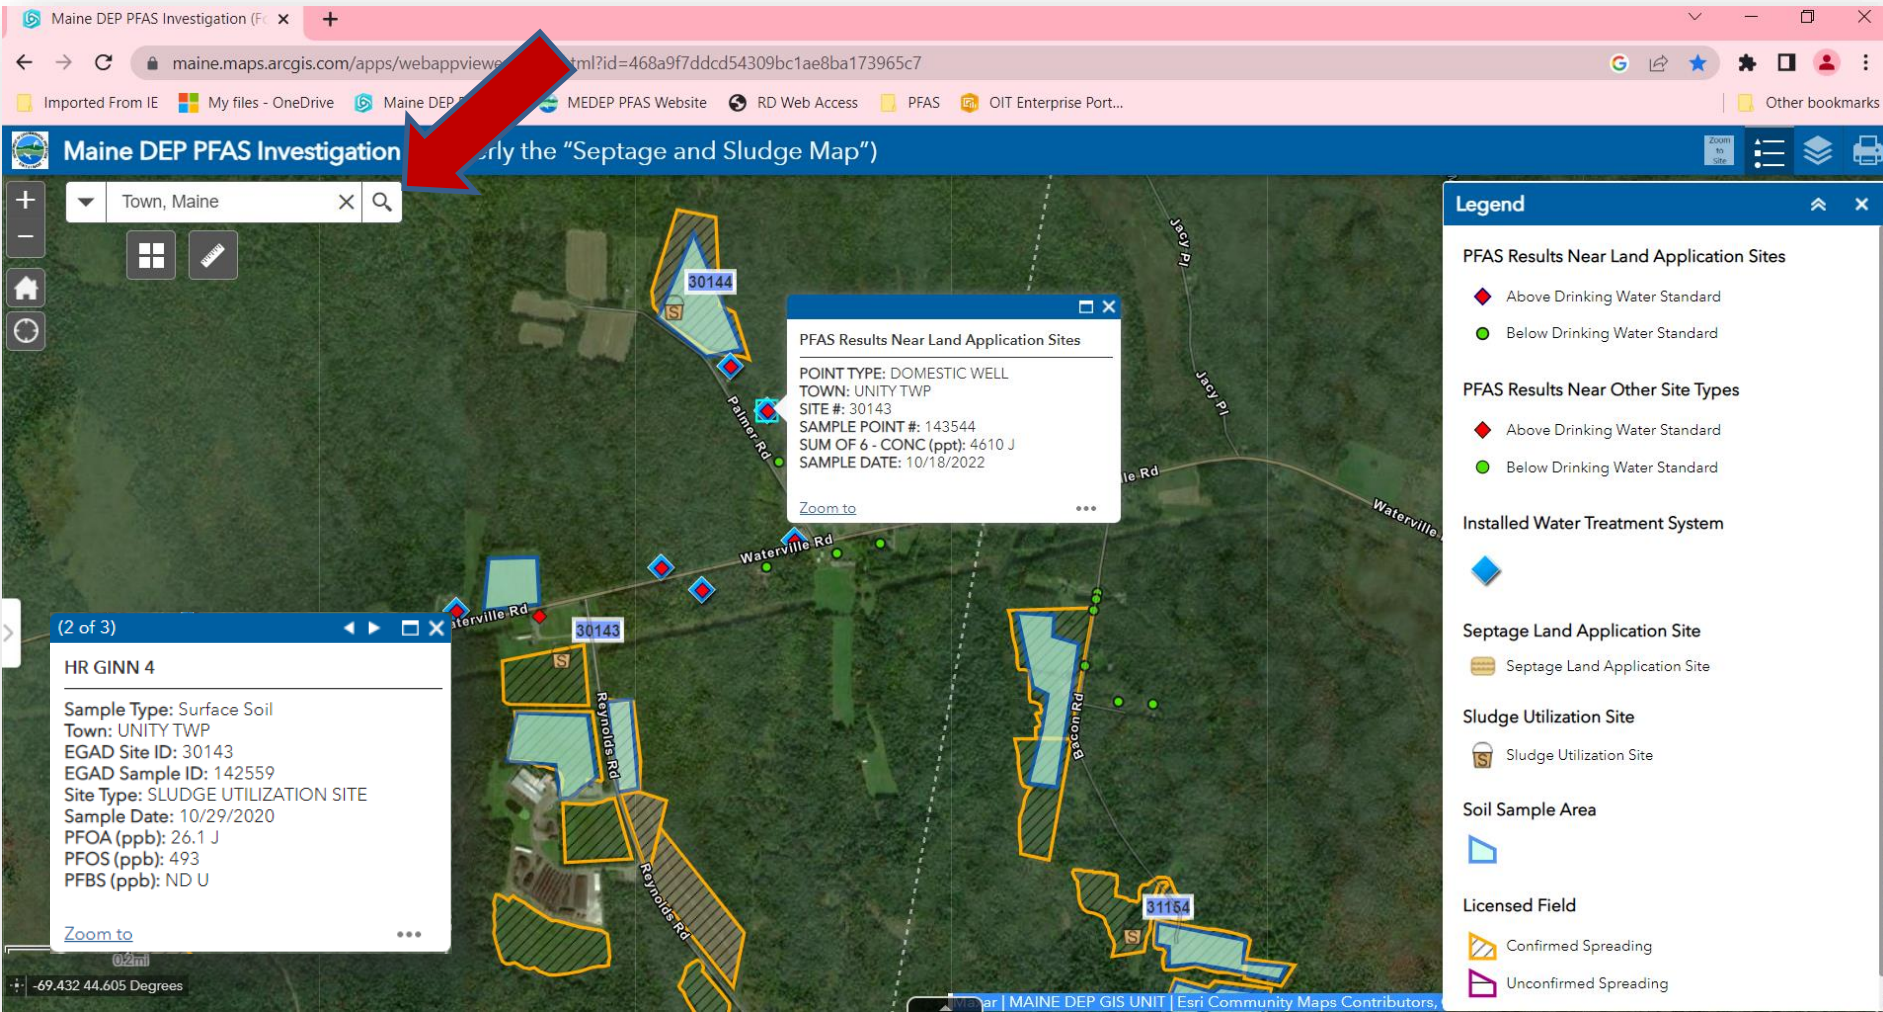 Maine DEP PFAS Investigation (Fo
maine.maps.arcgis.com/apps/webappviewe
tml?id=468a9f7ddcd54309bc1ae8ba173965c7
Imported From IE
My files - OneDrive
Maine DEP
MEDEP PFAS Website
RD Web Access
PFAS
OIT Enterprise Port...
Other bookmarks
Maine DEP PFAS Investigation
erly the “Septage and Sludge Map”)
Zoom
to
Site
Town, Maine
30144
Jacy Pl
Jacy Pl
Palmer Rd
PFAS Results Near Land Application Sites
POINT TYPE: DOMESTIC WELL
TOWN: UNITY TWP
SITE #: 30143
SAMPLE POINT #: 143544
SUM OF 6 - CONC (ppt): 4610 J
SAMPLE DATE: 10/18/2022
Zoom to
lle Rd
Waterville
Waterville Rd
terville Rd
30143
Reynolds Rd
Reynolds Rd
Bacon Rd
31154
(2 of 3)
HR GINN 4
Sample Type: Surface Soil
Town: UNITY TWP
EGAD Site ID: 30143
EGAD Sample ID: 142559
Site Type: SLUDGE UTILIZATION SITE
Sample Date: 10/29/2020
PFOA (ppb): 26.1 J
PFOS (ppb): 493
PFBS (ppb): ND U
Zoom to
0.2mi
-69.432 44.605 Degrees
ar | MAINE DEP GIS UNIT | Esri Community Maps Contributors,
Legend
PFAS Results Near Land Application Sites
Above Drinking Water Standard
Below Drinking Water Standard
PFAS Results Near Other Site Types
Above Drinking Water Standard
Below Drinking Water Standard
Installed Water Treatment System
Septage Land Application Site
Septage Land Application Site
Sludge Utilization Site
Sludge Utilization Site
Soil Sample Area
Licensed Field
Confirmed Spreading
Unconfirmed Spreading